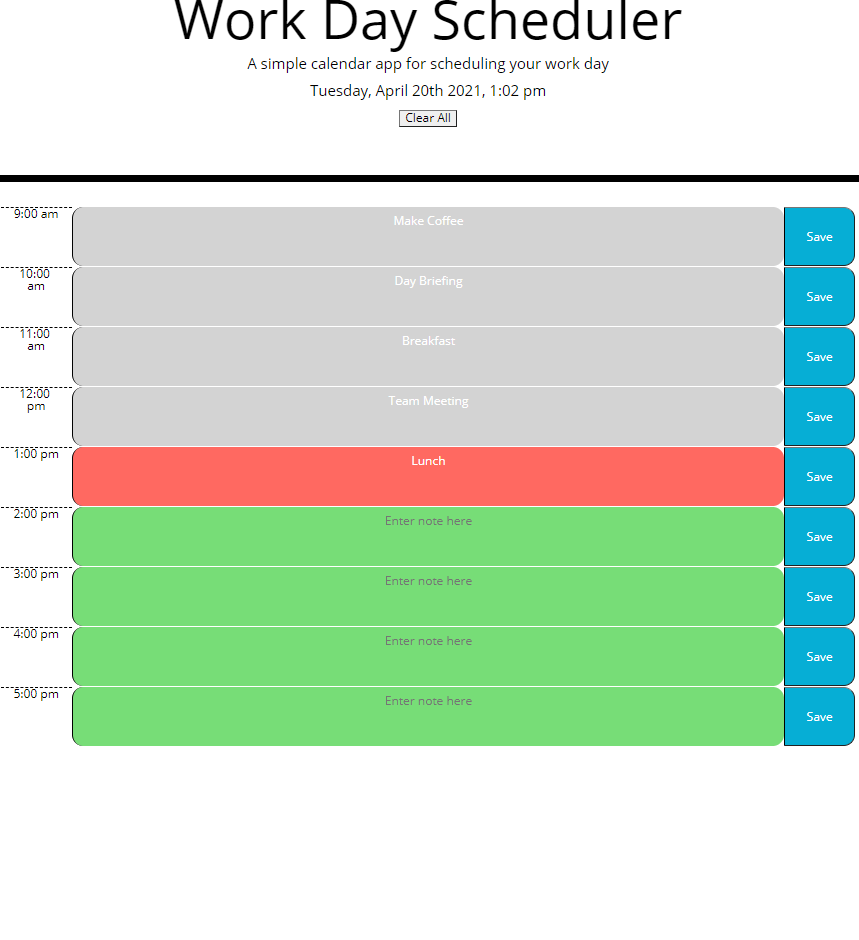 Work Day Scheduler
A simple calendar app for scheduling your work day
Tuesday, April 20th 2021, 1:02 pm
Clear All
9:00 am
Make Coffee
Save
10:00
am
Day Briefing
Save
11:00
am
Breakfast
Save
12:00
pm
Team Meeting
Save
1:00 pm
Lunch
Save
2:00 pm
Enter note here
Save
3:00 pm
Enter note here
Save
4:00 pm
Enter note here
Save
5:00 pm
Enter note here
Save